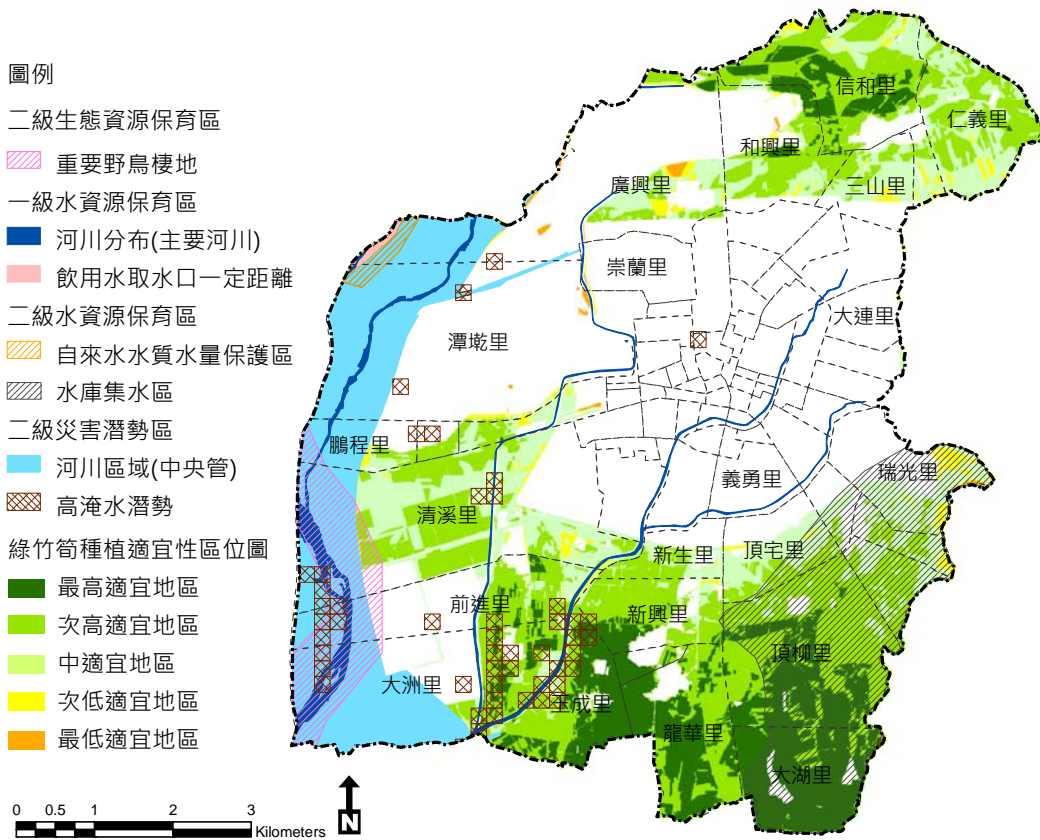 圖例
二級生態資源保育區
重要野鳥棲地
一級水資源保育區
河川分布(主要河川)
飲用水取水口一定距離
二級水資源保育區
自來水水質水量保護區
水庫集水區
二級災害潛勢區
河川區域(中央管)
高淹水潛勢
綠竹筍種植適宜性區位圖
最高適宜地區
次高適宜地區
中適宜地區
次低適宜地區
最低適宜地區
0 0.5 1 2 3
Kilometers
N
信和里
仁義里
和興里
廣興里
三山里
崇蘭里
大連里
潭墘里
鵬程里
義勇里
瑞光里
清溪里
新生里
頂宅里
前進里
新興里
頂柳里
大洲里
玉成里
龍華里
大湖里